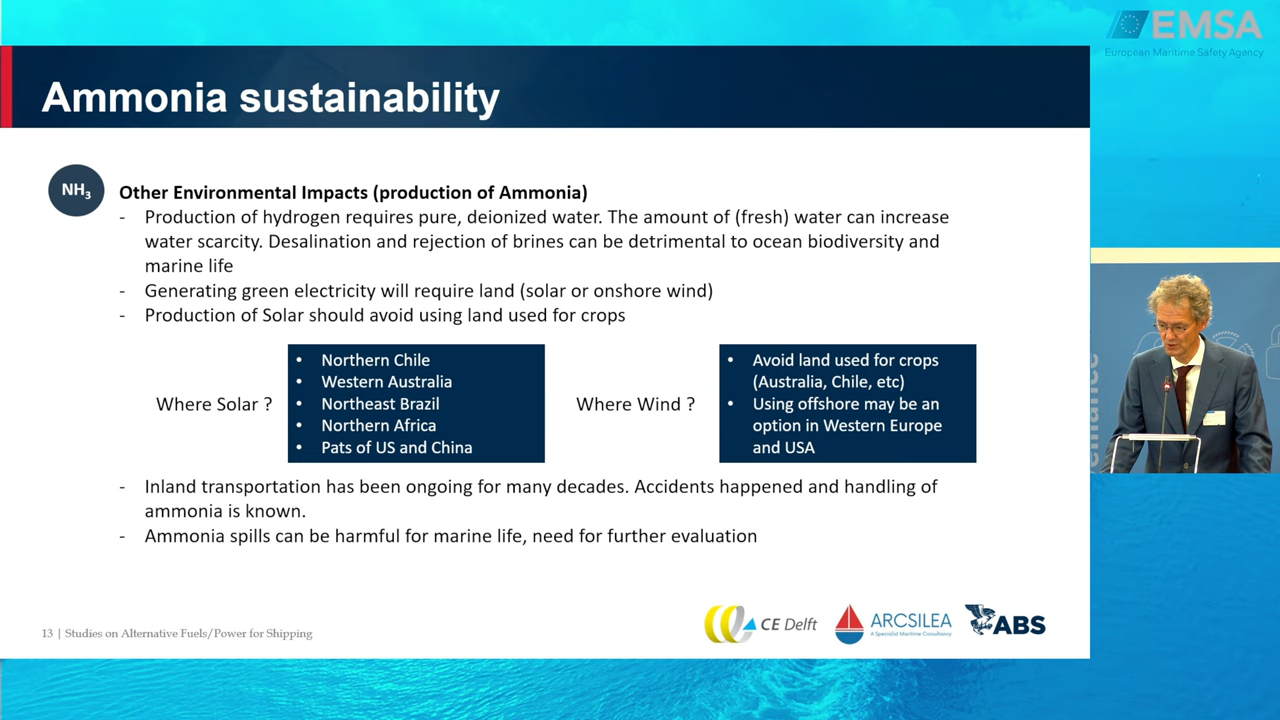 EMSA
European Maritime Safety Agency
Ammonia sustainability
NH3
Other Environmental Impacts (production of Ammonia)
- Production of hydrogen requires pure, deionized water. The amount of (fresh) water can increase
water scarcity. Desalination and rejection of brines can be detrimental to ocean biodiversity and
marine life
- Generating green electricity will require land (solar or onshore wind)
- Production of Solar should avoid using land used for crops
Where Solar ?
• Northern Chile
• Western Australia
• Northeast Brazil
• Northern Africa
• Pats of US and China
Where Wind ?
• Avoid land used for crops
(Australia, Chile, etc)
• Using offshore may be an
option in Western Europe
and USA
- Inland transportation has been ongoing for many decades. Accidents happened and handling of
ammonia is known.
- Ammonia spills can be harmful for marine life, need for further evaluation
13 | Studies on Alternative Fuels/Power for Shipping
CE Delft
ARCSILEA
A Specialist Maritime Consultancy
ABS